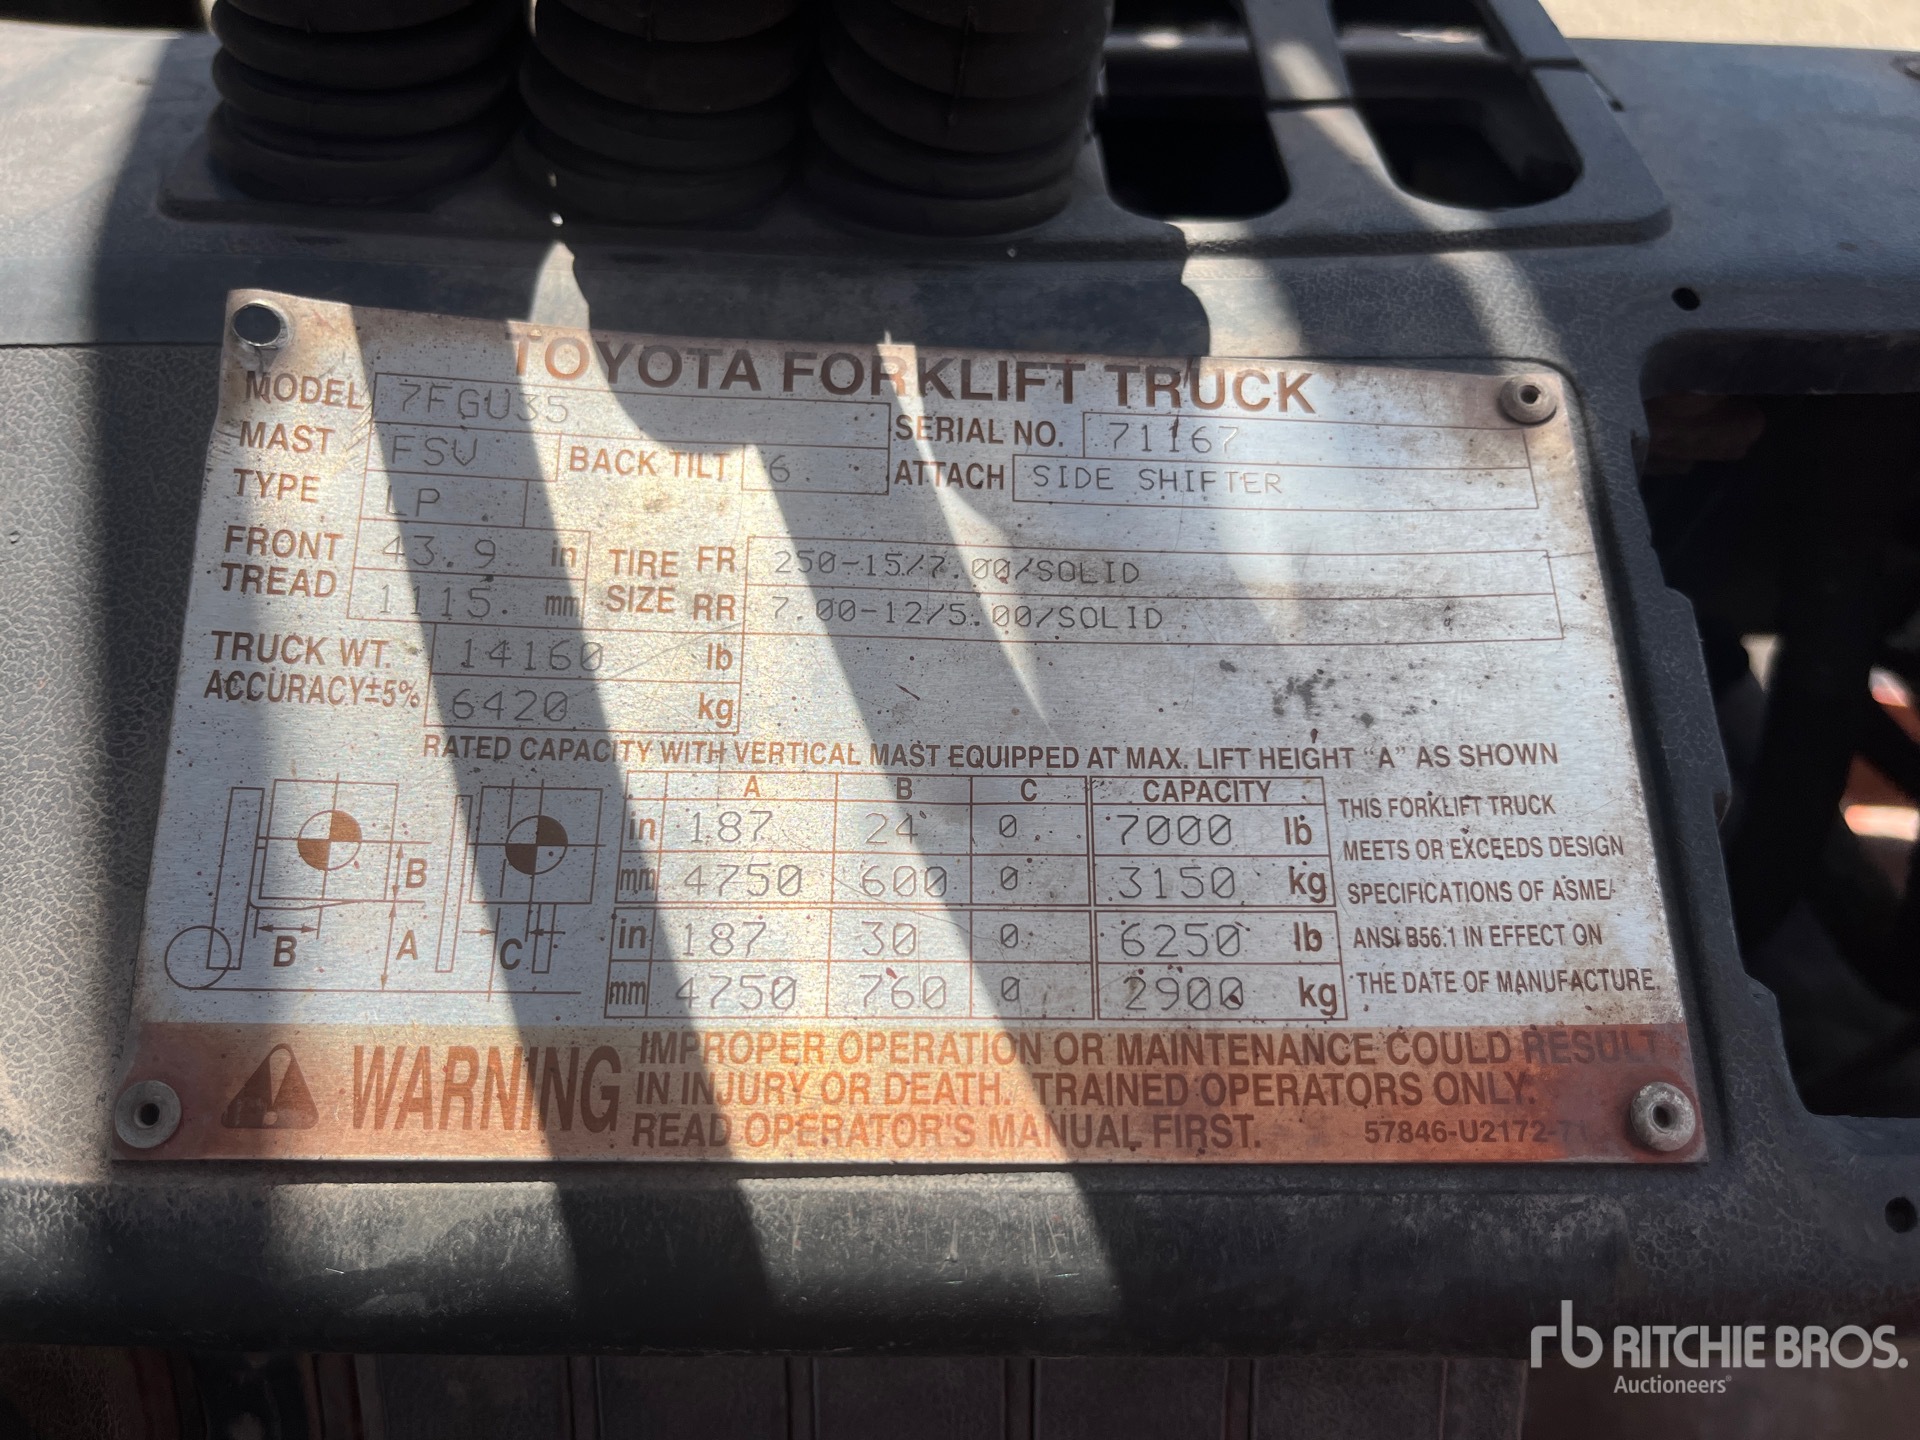 TOYOTA FORKLIFT TRUCK
MODEL 7FGU35 SERIAL NO. 71167
MAST FSV BACK TILT 6. ATTACH SIDE SHIFTER
TYPE LP
FRONT TREAD 43.9 in TIRE SIZE FR 250-15/7.00/SOLID
1115. mm RR 7.00-12/5.00/SOLID
TRUCK WT. 14160 lb
ACCURACY±5% 6420 kg
RATED CAPACITY WITH VERTICAL MAST EQUIPPED AT MAX. LIFT HEIGHT "A" AS SHOWN
A B C CAPACITY
in 187 24 0 7000 lb
mm 4750 600 0 3150 kg
in 187 30 0 6250 lb
mm 4750 760 0 2900 kg
B
B A C
THIS FORKLIFT TRUCK
MEETS OR EXCEEDS DESIGN
SPECIFICATIONS OF ASME/
ANSI B56.1 IN EFFECT ON
THE DATE OF MANUFACTURE.
WARNING
IMPROPER OPERATION OR MAINTENANCE COULD RESULT
IN INJURY OR DEATH. TRAINED OPERATORS ONLY.
READ OPERATOR'S MANUAL FIRST. 57846-U2172-71
rb RITCHIE BROS.
Auctioneers